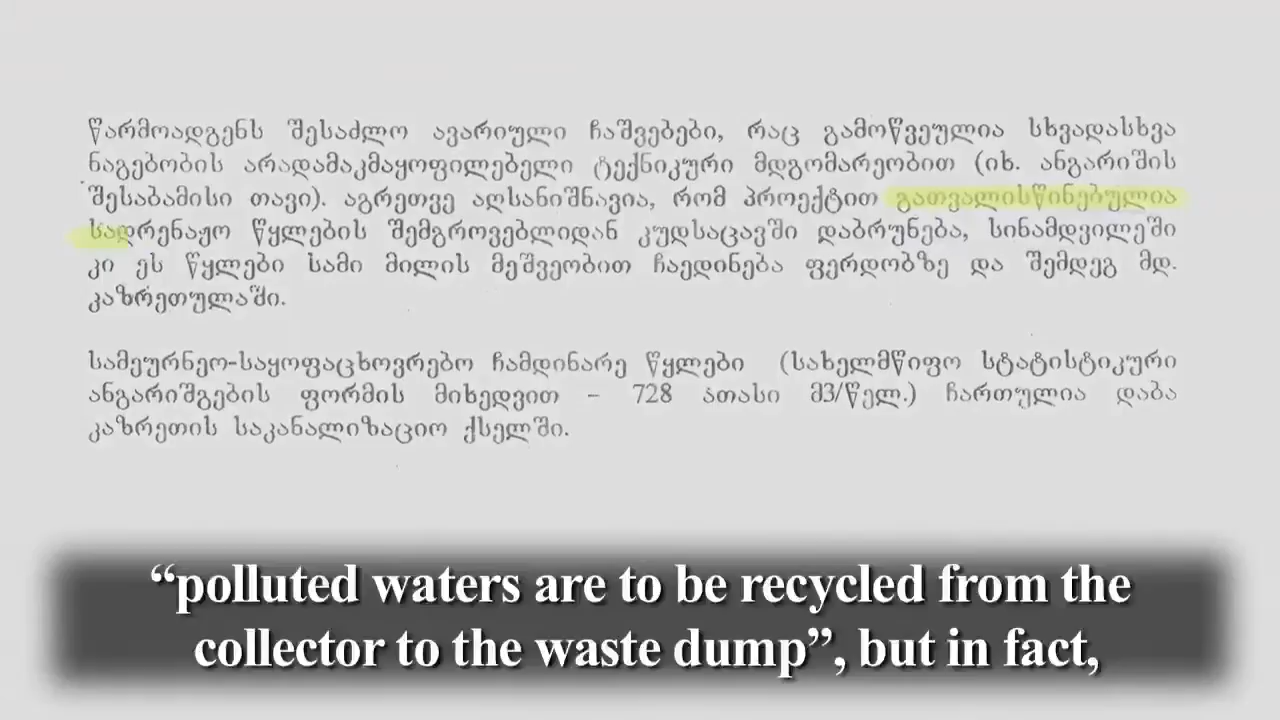 წარმოადგენს შესაძლო ავარიული ჩაშვებები, რაც გამოწვეულია სხვადასხვა
ნაგებობის არადამაკმაყოფილებელი ტექნიკური მდგომარეობით (იხ. ანგარიშის
შესაბამისი თავი). აგრეთვე აღსანიშნავია, რომ პროექტით გათვალისწინებულია
სადრენაჟო წყლების შემგროვებლიდან კუდსაცავში დაბრუნება, სინამდვილეში
კი ეს წყლები სამი მილის მეშვეობით ჩაედინება ფერდობზე და შემდეგ მდ.
კაზრეთულაში.
სამეურნეო-საყოფაცხოვრებო ჩამდინარე წყლები (სახელმწიფო სტატისტიკური
ანგარიშგების ფორმის მიხედვით – 728 ათასი მ3/წელ.) ჩართულია დაბა
კაზრეთის საკანალიზაციო ქსელში.
“polluted waters are to be recycled from the
collector to the waste dump”, but in fact,